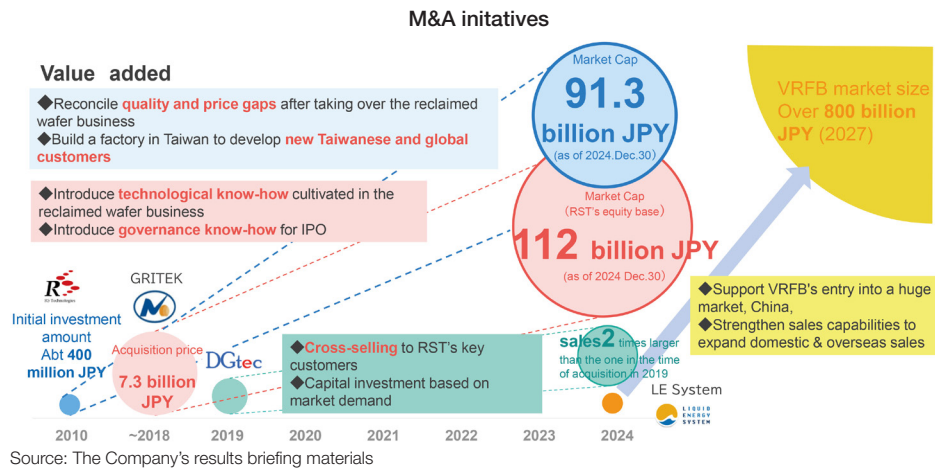 M&A initatives
Value added
◆Reconcile quality and price gaps after taking over the reclaimed
wafer business
◆Build a factory in Taiwan to develop new Taiwanese and global
customers
◆Introduce technological know-how cultivated in the
reclaimed wafer business
◆Introduce governance know-how for IPO
Market Cap
91.3
billion JPY
(as of 2024.Dec.30)
Market Cap
(RST's equity base)
112 billion JPY
(as of 2024 Dec.30)
VRFB market size
Over 800 billion
JPY (2027)
◆Support VRFB's entry into a huge
market, China,
◆Strengthen sales capabilities to
expand domestic & overseas sales
R
Initial investment
amount
Abt 400
million JPY
GRITEK
Acquisition price
7.3 billion
JPY
DGtec
◆Cross-selling to RST's key
customers
◆Capital investment based on
market demand
sales2 times larger
than the one in the time
of acquisition in 2019
LE System
LIQUID
ENERGY
SYSTEM
2010 ~2018 2019 2020 2021 2022 2023 2024
Source: The Company's results briefing materials